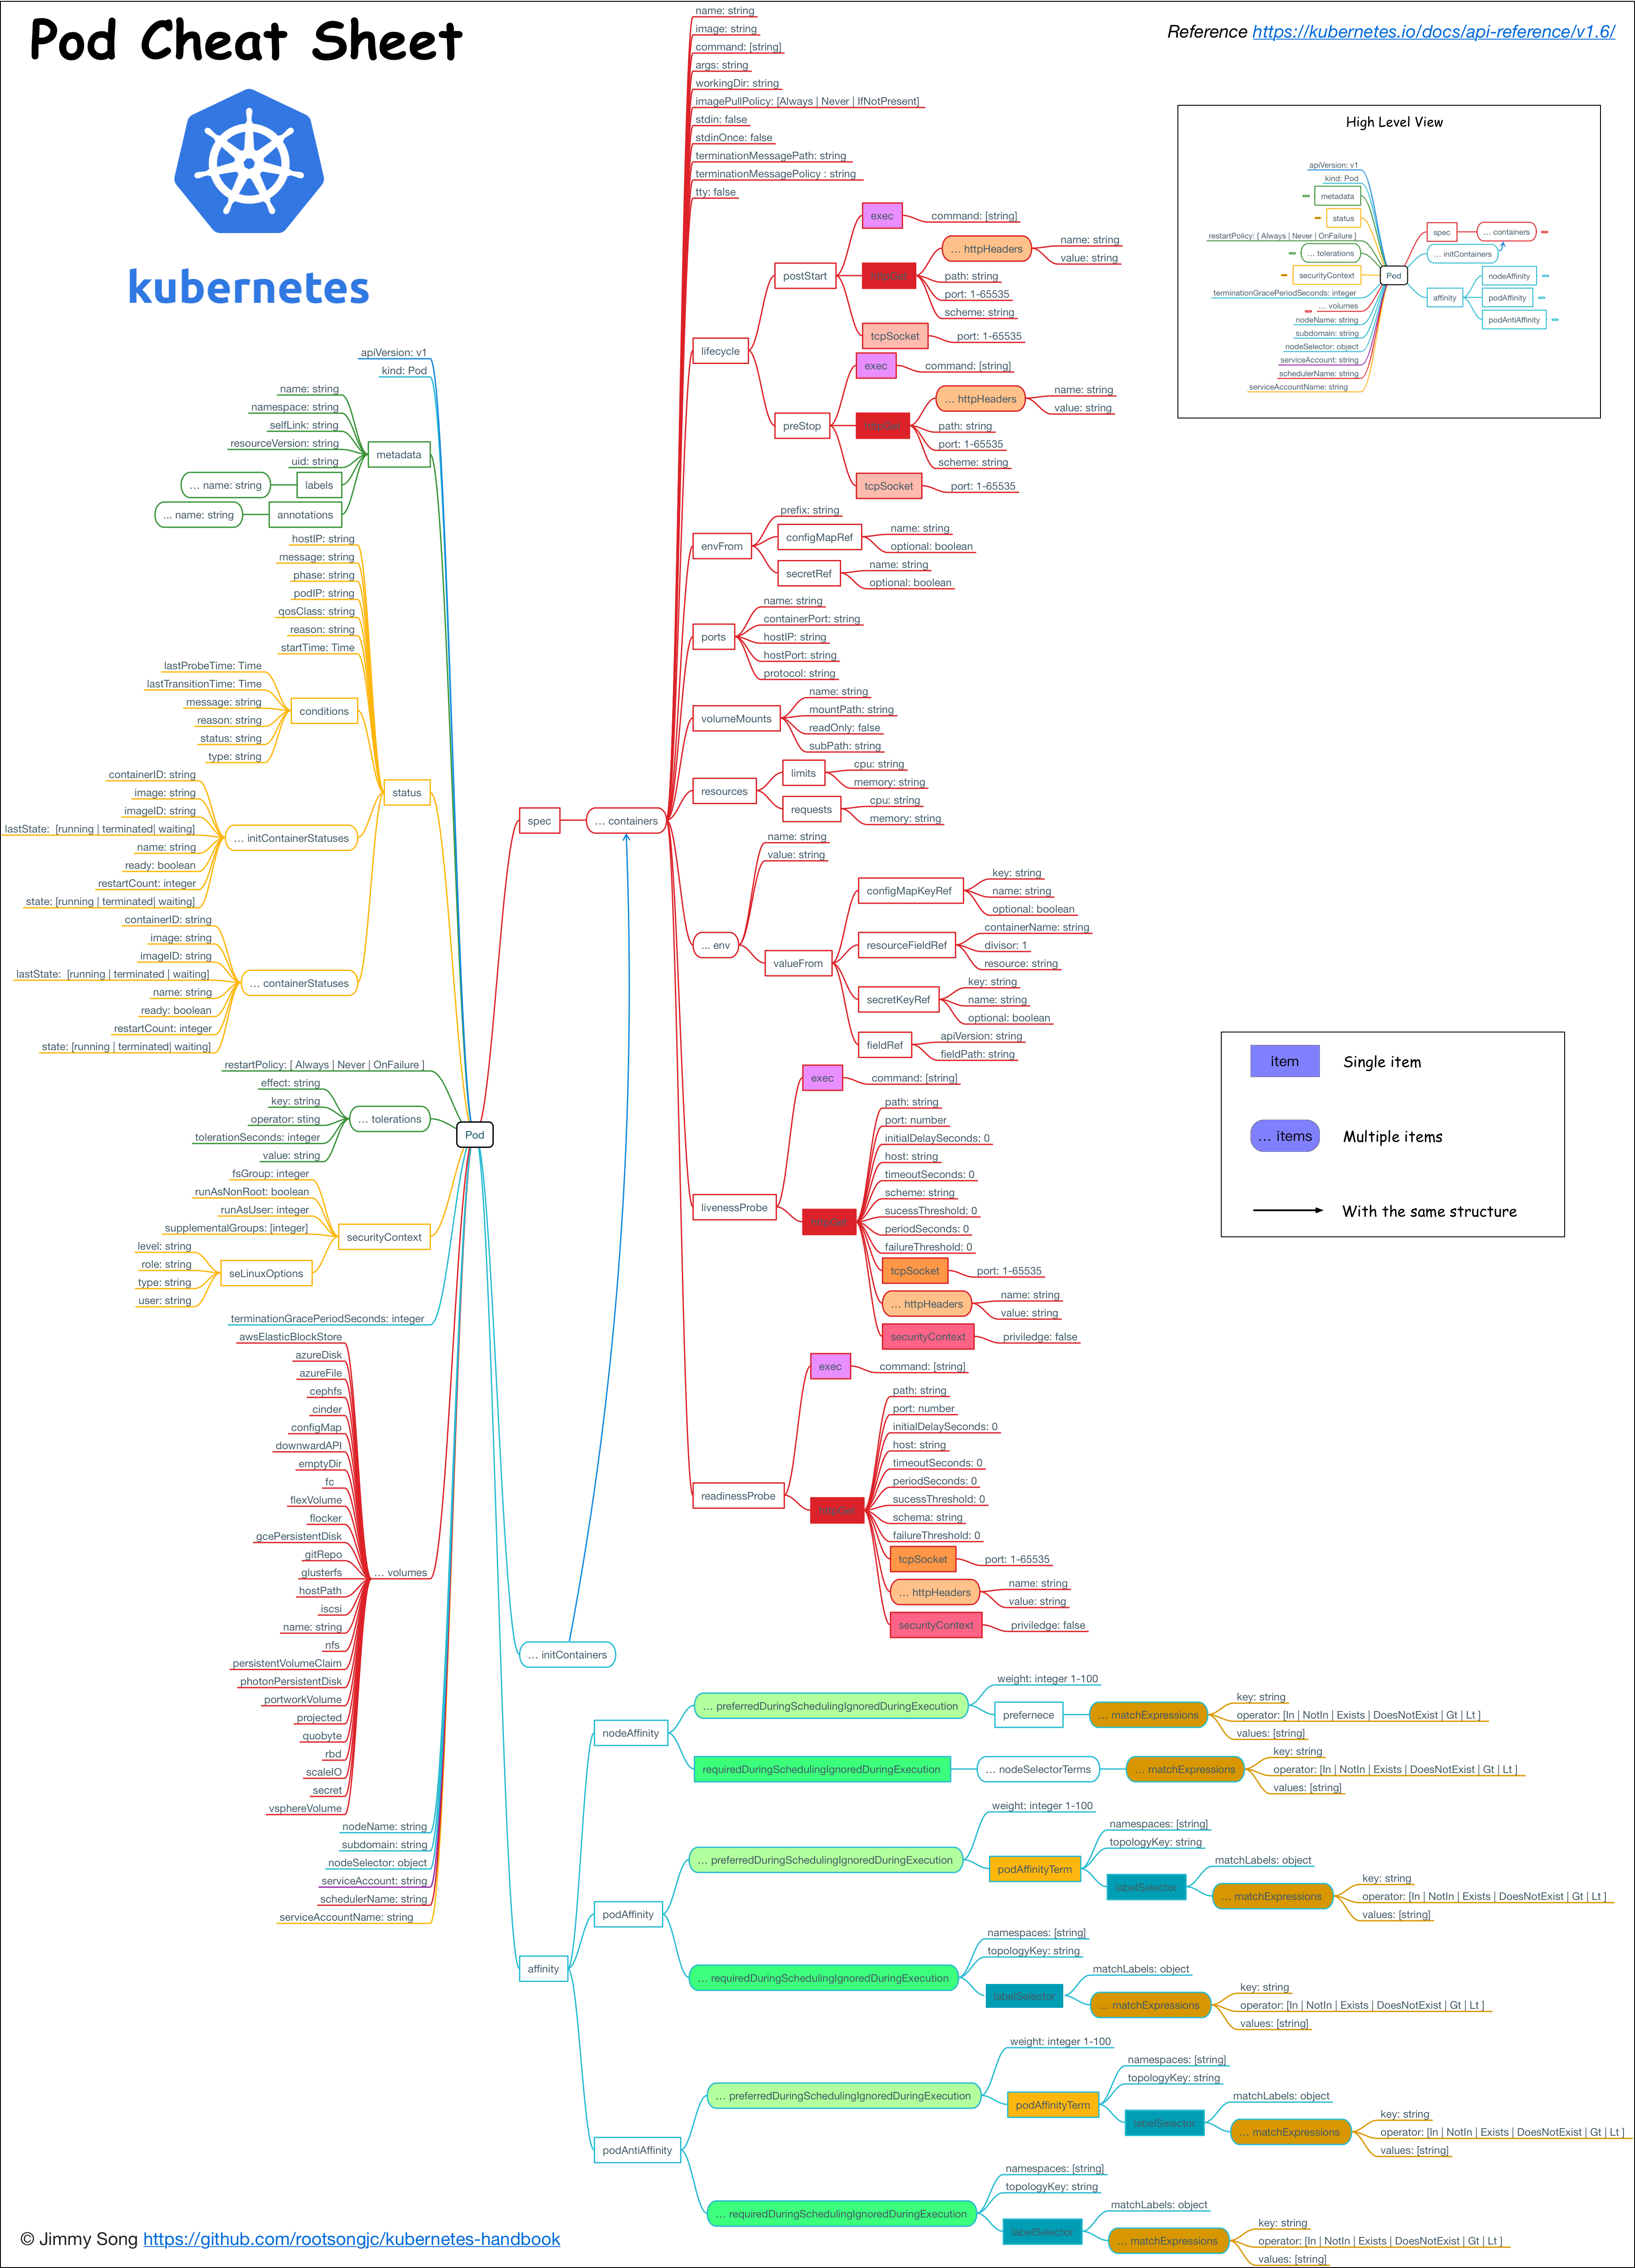 Pod Cheat Sheet
kubernetes
Reference https://kubernetes.io/docs/api-reference/v1.6/
High Level View
apiVersion: v1
kind: Pod
metadata
status
restartPolicy: [ Always | Never | OnFailure ]
... tolerations
securityContext
terminationGracePeriodSeconds: integer
... volumes
nodeName: string
subdomain: string
nodeSelector: object
serviceAccount: string
schedulerName: string
serviceAccountName: string
Pod
spec
... containers
... initContainers
affinity
nodeAffinity
podAffinity
podAntiAffinity
apiVersion: v1
kind: Pod
name: string
namespace: string
selfLink: string
resourceVersion: string
uid: string
... name: string
labels
... name: string
annotations
metadata
hostIP: string
message: string
phase: string
podIP: string
qosClass: string
reason: string
startTime: Time
lastProbeTime: Time
lastTransitionTime: Time
message: string
reason: string
status: string
type: string
conditions
containerID: string
image: string
imageID: string
lastState: [running | terminated| waiting]
name: string
ready: boolean
restartCount: integer
state: [running | terminated| waiting]
... initContainerStatuses
containerID: string
image: string
imageID: string
lastState: [running | terminated | waiting]
name: string
ready: boolean
restartCount: integer
state: [running | terminated| waiting]
... containerStatuses
status
restartPolicy: [ Always | Never | OnFailure ]
effect: string
key: string
operator: sting
tolerationSeconds: integer
value: string
... tolerations
fsGroup: integer
runAsNonRoot: boolean
runAsUser: integer
supplementalGroups: [integer]
level: string
role: string
type: string
user: string
seLinuxOptions
securityContext
terminationGracePeriodSeconds: integer
awsElasticBlockStore
azureDisk
azureFile
cephfs
cinder
configMap
downwardAPI
emptyDir
fc
flexVolume
flocker
gcePersistentDisk
gitRepo
glusterfs
hostPath
iscsi
name: string
nfs
persistentVolumeClaim
photonPersistentDisk
portworkVolume
projected
quobyte
rbd
scaleIO
secret
vsphereVolume
... volumes
nodeName: string
subdomain: string
nodeSelector: object
serviceAccount: string
schedulerName: string
serviceAccountName: string
Pod
spec
... containers
name: string
image: string
command: [string]
args: string
workingDir: string
imagePullPolicy: [Always | Never | IfNotPresent]
stdin: false
stdinOnce: false
terminationMessagePath: string
terminationMessagePolicy : string
tty: false
lifecycle
postStart
exec
command: [string]
httpGet
... httpHeaders
name: string
value: string
path: string
port: 1-65535
scheme: string
tcpSocket
port: 1-65535
preStop
exec
command: [string]
httpGet
... httpHeaders
name: string
value: string
path: string
port: 1-65535
scheme: string
tcpSocket
port: 1-65535
envFrom
prefix: string
configMapRef
name: string
optional: boolean
secretRef
name: string
optional: boolean
ports
name: string
containerPort: string
hostIP: string
hostPort: string
protocol: string
volumeMounts
name: string
mountPath: string
readOnly: false
subPath: string
resources
limits
cpu: string
memory: string
requests
cpu: string
memory: string
... env
name: string
value: string
valueFrom
configMapKeyRef
key: string
name: string
optional: boolean
resourceFieldRef
containerName: string
divisor: 1
resource: string
secretKeyRef
key: string
name: string
optional: boolean
fieldRef
apiVersion: string
fieldPath: string
livenessProbe
exec
command: [string]
httpGet
path: string
port: number
initialDelaySeconds: 0
host: string
timeoutSeconds: 0
scheme: string
sucessThreshold: 0
periodSeconds: 0
failureThreshold: 0
tcpSocket
port: 1-65535
... httpHeaders
name: string
value: string
securityContext
priviledge: false
readinessProbe
exec
command: [string]
httpGet
path: string
port: number
initialDelaySeconds: 0
host: string
timeoutSeconds: 0
periodSeconds: 0
sucessThreshold: 0
schema: string
failureThreshold: 0
tcpSocket
port: 1-65535
... httpHeaders
name: string
value: string
securityContext
priviledge: false
item
Single item
... items
Multiple items
With the same structure
... initContainers
affinity
nodeAffinity
... preferredDuringSchedulingIgnoredDuringExecution
weight: integer 1-100
prefernece
... matchExpressions
key: string
operator: [In | NotIn | Exists | DoesNotExist | Gt | Lt ]
values: [string]
requiredDuringSchedulingIgnoredDuringExecution
... nodeSelectorTerms
... matchExpressions
key: string
operator: [In | NotIn | Exists | DoesNotExist | Gt | Lt ]
values: [string]
podAffinity
... preferredDuringSchedulingIgnoredDuringExecution
weight: integer 1-100
podAffinityTerm
namespaces: [string]
topologyKey: string
labelSelector
matchLabels: object
... matchExpressions
key: string
operator: [In | NotIn | Exists | DoesNotExist | Gt | Lt ]
values: [string]
... requiredDuringSchedulingIgnoredDuringExecution
namespaces: [string]
topologyKey: string
labelSelector
matchLabels: object
... matchExpressions
key: string
operator: [In | NotIn | Exists | DoesNotExist | Gt | Lt ]
values: [string]
podAntiAffinity
... preferredDuringSchedulingIgnoredDuringExecution
weight: integer 1-100
podAffinityTerm
namespaces: [string]
topologyKey: string
labelSelector
matchLabels: object
... matchExpressions
key: string
operator: [In | NotIn | Exists | DoesNotExist | Gt | Lt ]
values: [string]
... requiredDuringSchedulingIgnoredDuringExecution
namespaces: [string]
topologyKey: string
labelSelector
matchLabels: object
... matchExpressions
key: string
operator: [In | NotIn | Exists | DoesNotExist | Gt | Lt ]
values: [string]
© Jimmy Song https://github.com/rootsongjc/kubernetes-handbook